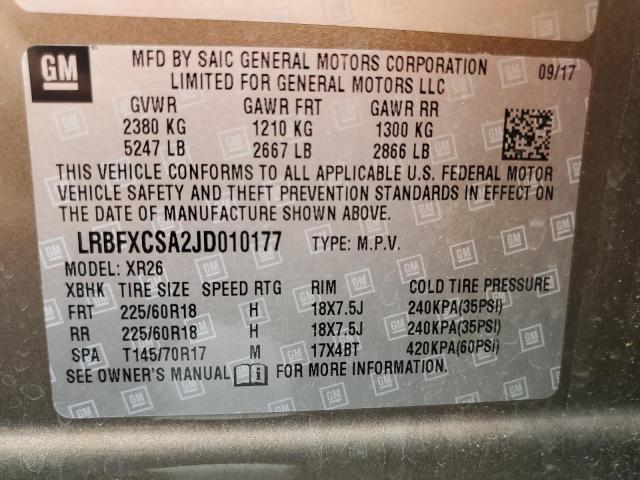 GM
MFD BY SAIC GENERAL MOTORS CORPORATION
LIMITED FOR GENERAL MOTORS LLC
09/17
GVWR GAWR FRT GAWR RR
2380 KG 1210 KG 1300 KG
5247 LB 2667 LB 2866 LB
THIS VEHICLE CONFORMS TO ALL APPLICABLE U.S. FEDERAL MOTOR
VEHICLE SAFETY AND THEFT PREVENTION STANDARDS IN EFFECT ON
THE DATE OF MANUFACTURE SHOWN ABOVE.
LRBFXCSA2JD010177 TYPE: M.P.V.
MODEL: XR26
XBHK TIRE SIZE SPEED RTG RIM COLD TIRE PRESSURE
FRT 225/60R18 H 18X7.5J 240KPA(35PSI)
RR 225/60R18 H 18X7.5J 240KPA(35PSI)
SPA T145/70R17 M 17X4BT 420KPA(60PSI)
SEE OWNER'S MANUAL FOR MORE INFORMATION.